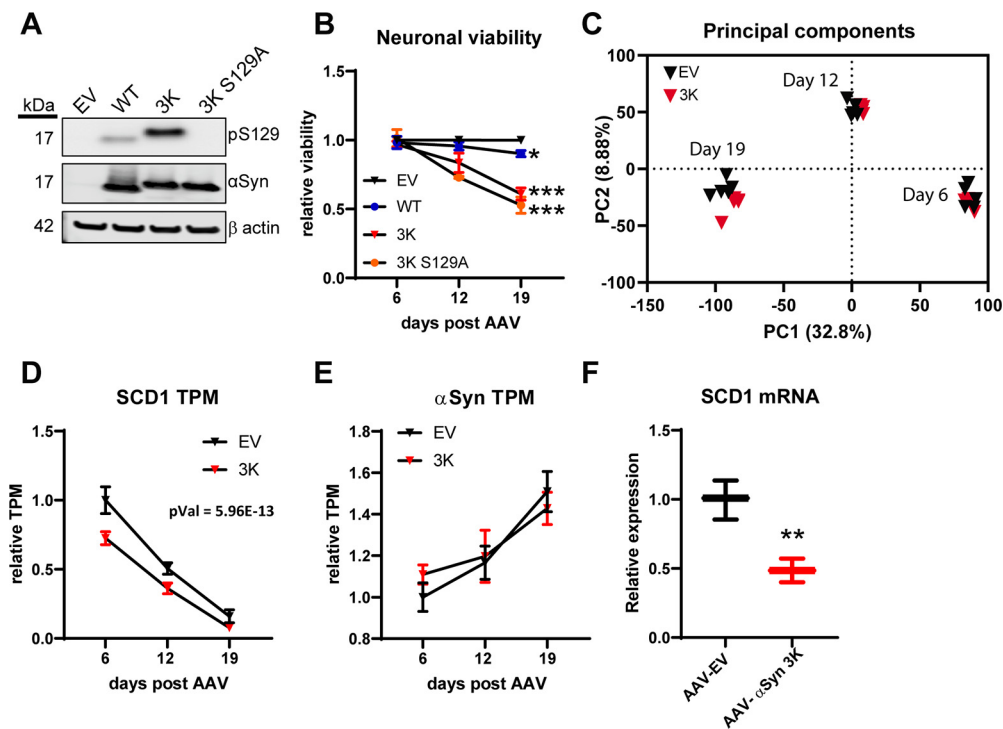 A
kDa
EV
WT
3K
3K S129A
17
pS129
17
αSyn
42
β actin
B
Neuronal viability
relative viability
1.5
1.0
0.5
0.0
EV
WT
3K
3K S129A
*
***
***
6
12
19
days post AAV
C
Principal components
PC2 (8.88%)
100
50
0
-50
-100
EV
3K
Day 12
Day 19
Day 6
-150
-100
-50
0
50
100
PC1 (32.8%)
D
SCD1 TPM
relative TPM
1.5
1.0
0.5
0.0
EV
3K
pVal = 5.96E-13
6
12
19
days post AAV
E
αSyn TPM
relative TPM
1.8
1.6
1.4
1.2
1.0
0.8
EV
3K
6
12
19
days post AAV
F
SCD1 mRNA
Relative expression
1.5
1.0
0.5
0.0
**
AAV-EV
AAV- αSyn 3K